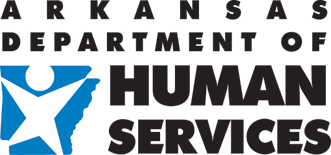 ARKANSAS
DEPARTMENT OF
HUMAN
SERVICES